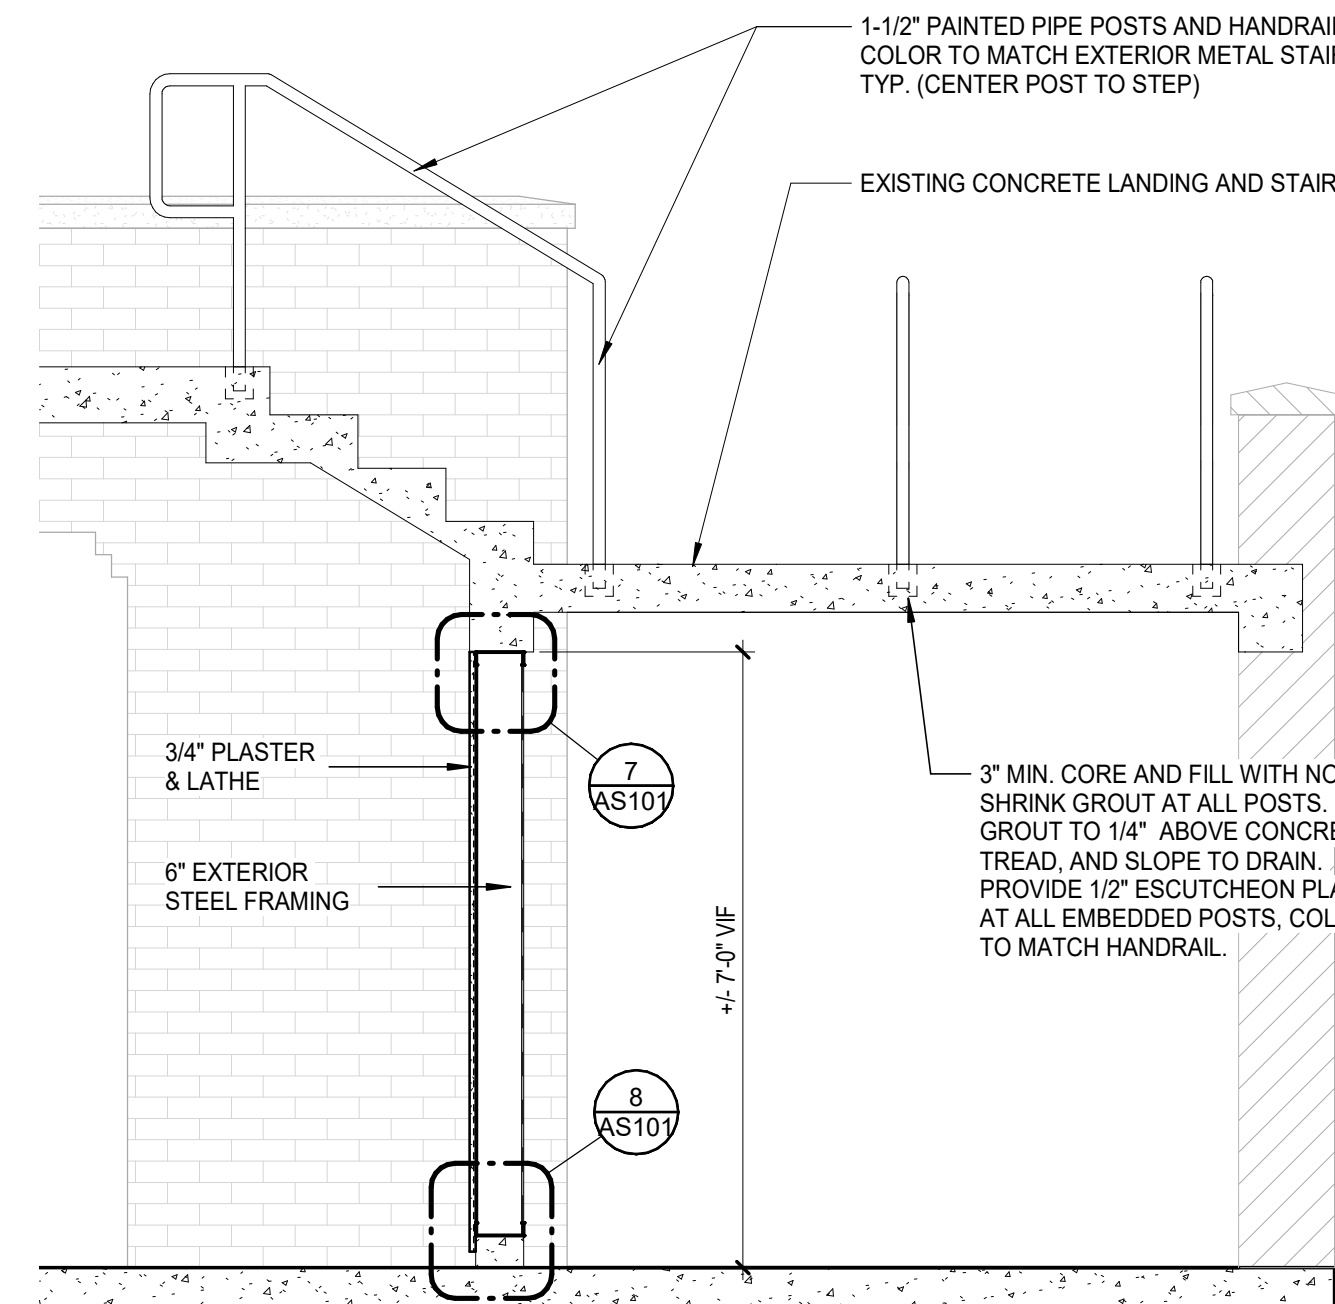 1-1/2" PAINTED PIPE POSTS AND HANDRAI
COLOR TO MATCH EXTERIOR METAL STAI
TYP. (CENTER POST TO STEP)
EXISTING CONCRETE LANDING AND STAIR
3/4" PLASTER
& LATHE
7
AS101
3" MIN. CORE AND FILL WITH NO
SHRINK GROUT AT ALL POSTS.
GROUT TO 1/4" ABOVE CONCRE
TREAD, AND SLOPE TO DRAIN.
PROVIDE 1/2" ESCUTCHEON PLA
AT ALL EMBEDDED POSTS, COL
TO MATCH HANDRAIL.
6" EXTERIOR
STEEL FRAMING
+/- 7'-0" VIF
8
AS101